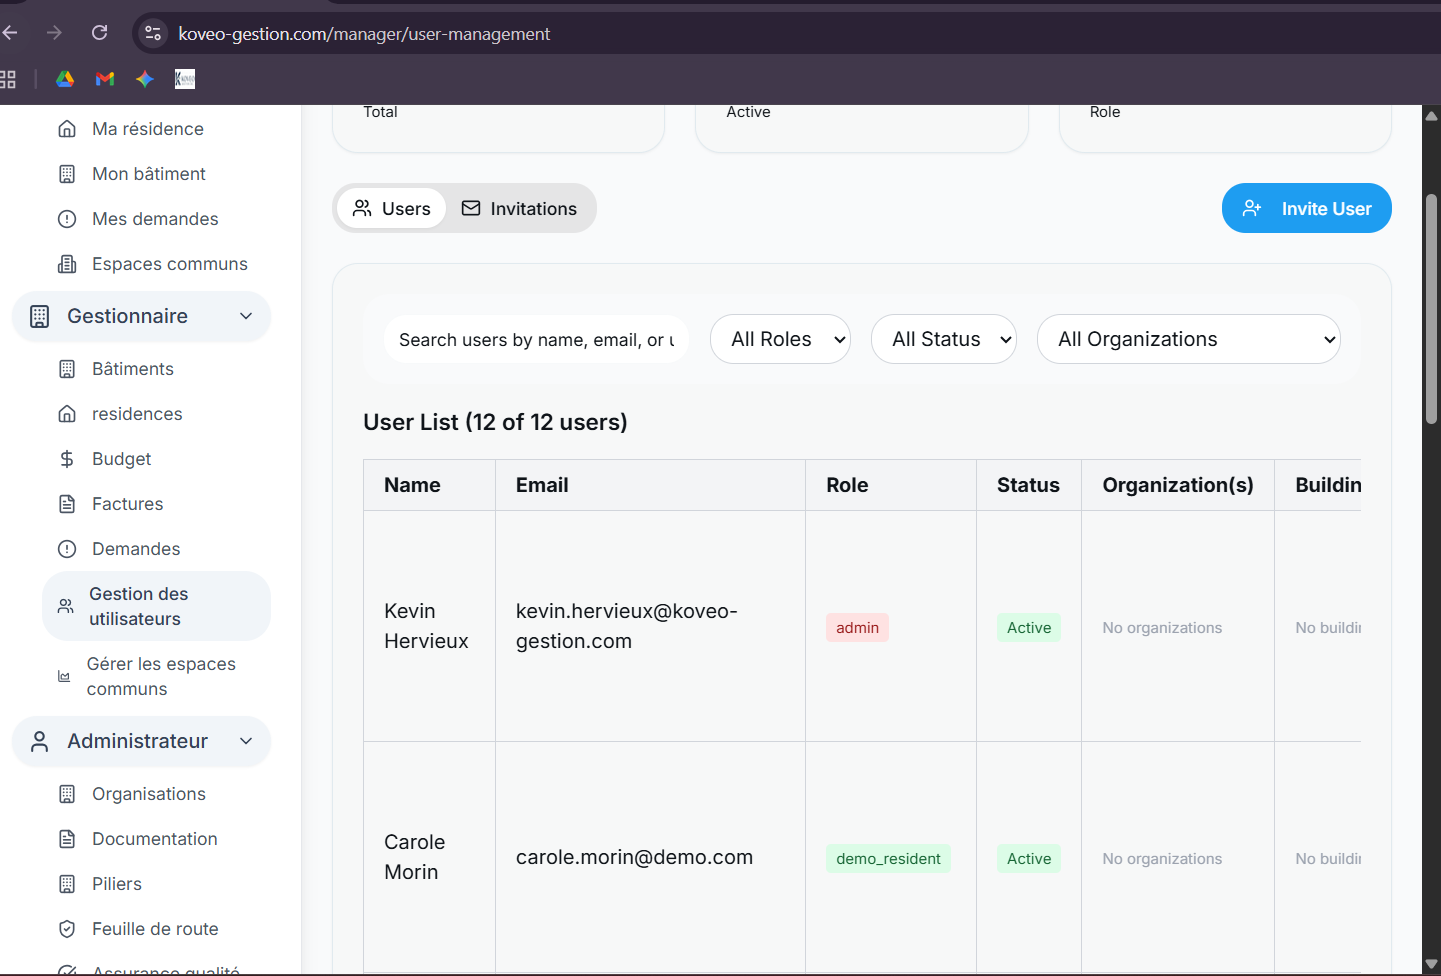 koveo-gestion.com/manager/user-management
Ma résidence
Mon bâtiment
Mes demandes
Espaces communs
Gestionnaire
Bâtiments
residences
Budget
Factures
Demandes
Gestion des
utilisateurs
Gérer les espaces
communs
Administrateur
Organisations
Documentation
Piliers
Feuille de route
Assurance qualité
Total
Active
Role
Users
Invitations
Invite User
Search users by name, email, or u
All Roles
All Status
All Organizations
User List (12 of 12 users)
Name Email Role Status Organization(s) Buildin
Kevin
Hervieux
kevin.hervieux@koveo-
gestion.com
admin
Active
No organizations
No buildin
Carole
Morin
carole.morin@demo.com
demo_resident
Active
No organizations
No buildin